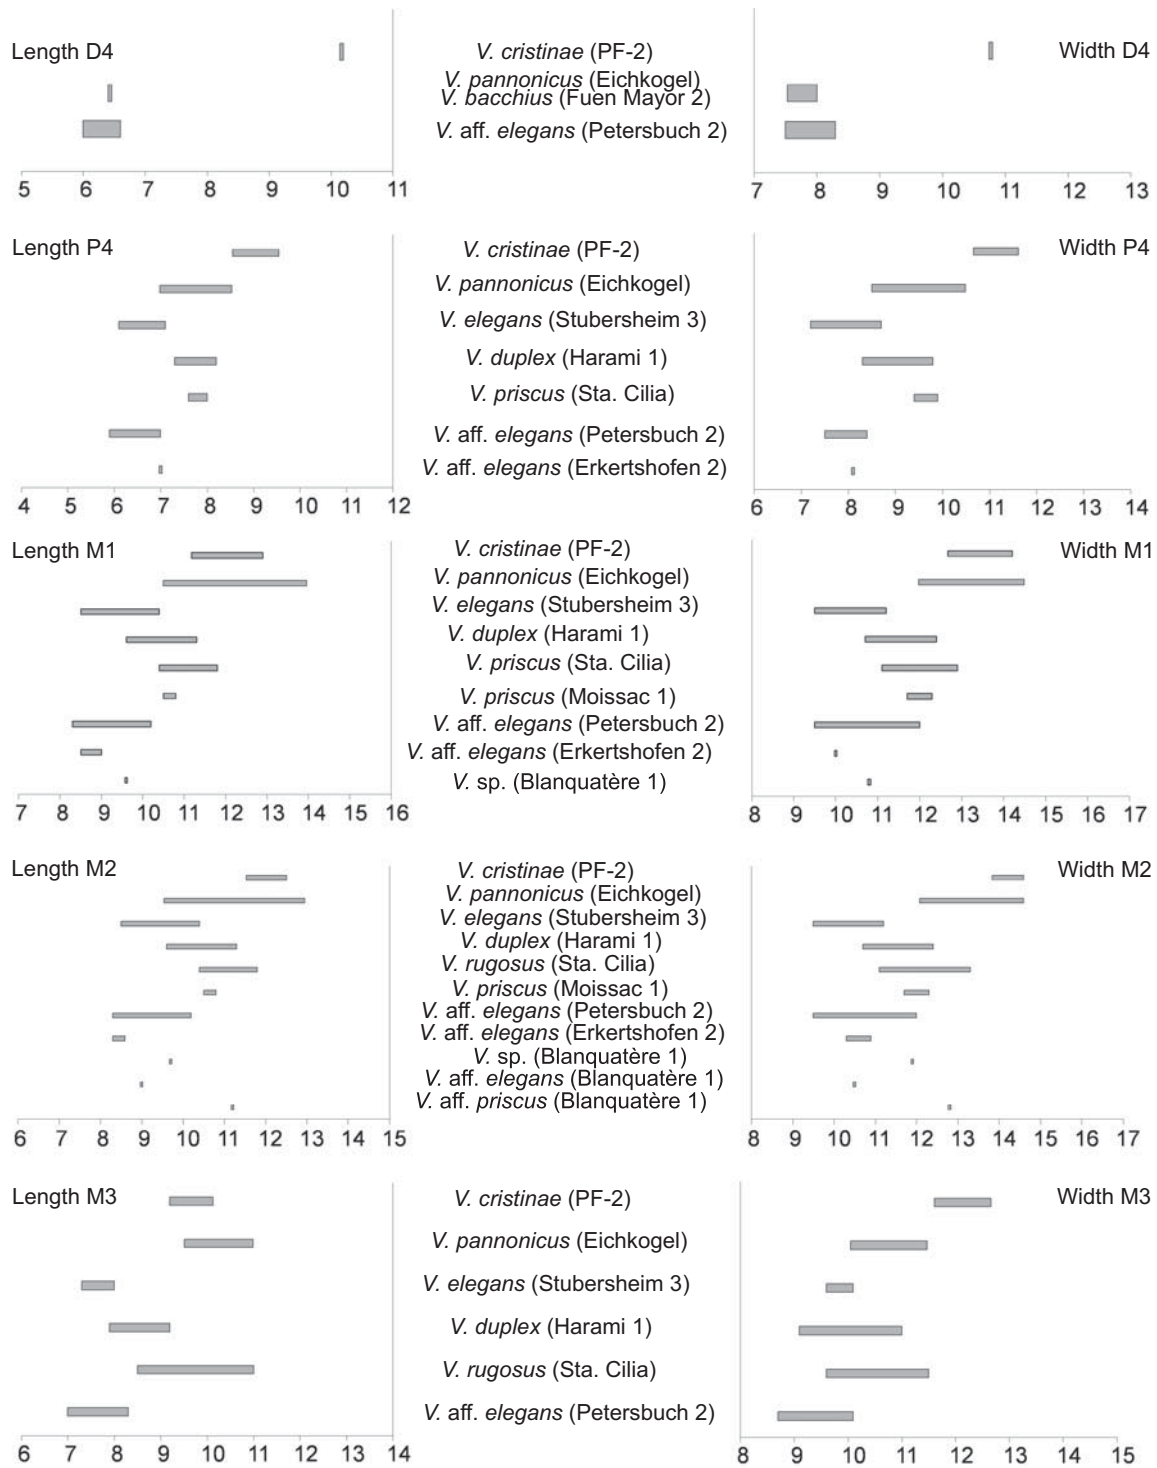 Length D4
V. cristinae (PF-2)
Width D4
V. pannonicus (Eichkogel)
V. bacchius (Fuen Mayor 2)
V. aff. elegans (Petersbuch 2)
5 6 7 8 9 10 11
7 8 9 10 11 12 13
Length P4
V. cristinae (PF-2)
Width P4
V. pannonicus (Eichkogel)
V. elegans (Stubersheim 3)
V. duplex (Harami 1)
V. priscus (Sta. Cilia)
V. aff. elegans (Petersbuch 2)
V. aff. elegans (Erkertshofen 2)
4 5 6 7 8 9 10 11 12
6 7 8 9 10 11 12 13 14
Length M1
V. cristinae (PF-2)
Width M1
V. pannonicus (Eichkogel)
V. elegans (Stubersheim 3)
V. duplex (Harami 1)
V. priscus (Sta. Cilia)
V. priscus (Moissac 1)
V. aff. elegans (Petersbuch 2)
V. aff. elegans (Erkertshofen 2)
V. sp. (Blanquatère 1)
7 8 9 10 11 12 13 14 15 16
8 9 10 11 12 13 14 15 16 17
Length M2
V. cristinae (PF-2)
Width M2
V. pannonicus (Eichkogel)
V. elegans (Stubersheim 3)
V. duplex (Harami 1)
V. rugosus (Sta. Cilia)
V. priscus (Moissac 1)
V. aff. elegans (Petersbuch 2)
V. aff. elegans (Erkertshofen 2)
V. sp. (Blanquatère 1)
V. aff. elegans (Blanquatère 1)
V. aff. priscus (Blanquatère 1)
6 7 8 9 10 11 12 13 14 15
8 9 10 11 12 13 14 15 16 17
Length M3
V. cristinae (PF-2)
Width M3
V. pannonicus (Eichkogel)
V. elegans (Stubersheim 3)
V. duplex (Harami 1)
V. rugosus (Sta. Cilia)
V. aff. elegans (Petersbuch 2)
6 7 8 9 10 11 12 13 14
8 9 10 11 12 13 14 15